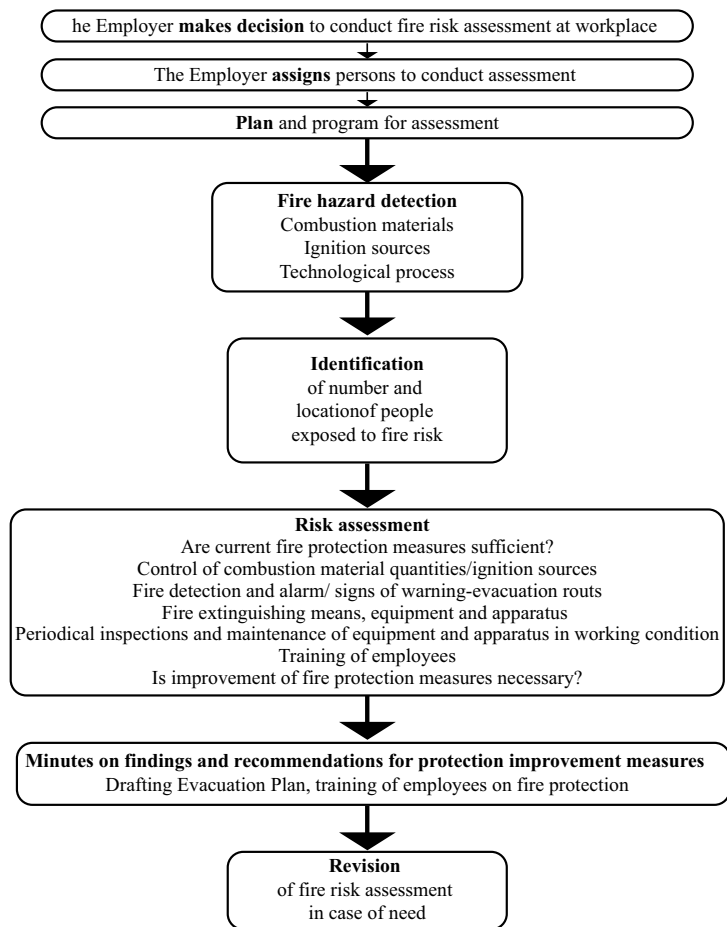 he Employer makes decision to conduct fire risk assessment at workplace
The Employer assigns persons to conduct assessment
Plan and program for assessment
Fire hazard detection
Combustion materials
Ignition sources
Technological process
Identification
of number and
locationof people
exposed to fire risk
Risk assessment
Are current fire protection measures sufficient?
Control of combustion material quantities/ignition sources
Fire detection and alarm/ signs of warning-evacuation routs
Fire extinguishing means, equipment and apparatus
Periodical inspections and maintenance of equipment and apparatus in working condition
Training of employees
Is improvement of fire protection measures necessary?
Minutes on findings and recommendations for protection improvement measures
Drafting Evacuation Plan, training of employees on fire protection
Revision
of fire risk assessment
in case of need